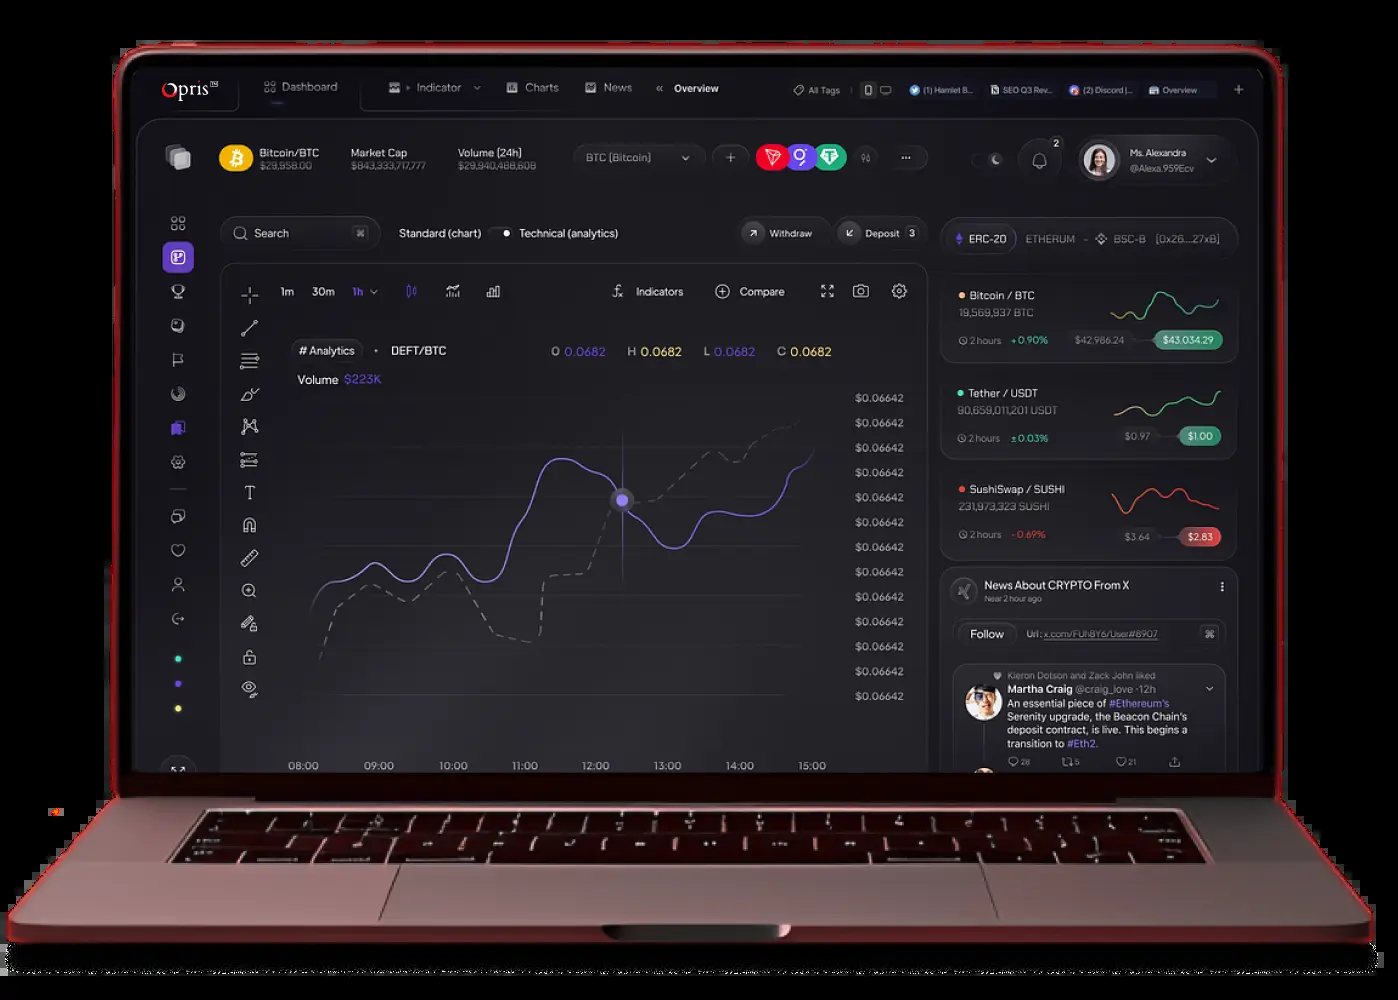 Opris™
Dashboard
Indicator
Charts
News
« Overview
All Tags
(1) Hamlet B...
SEO Q3 Rev...
(2) Discord |...
Overview
Bitcoin/BTC
$29,958.00
Market Cap
$843,333,717,777
Volume [24h]
$29,940,488,608
BTC [Bitcoin]
2
Ms. Alexandra
@Alexa.959Ecv
Search
Standard (chart)
Technical (analytics)
Withdraw
Deposit 3
ERC-20
ETHERUM - BSC-B [0x26...27xB]
1m 30m 1h
Indicators
Compare
# Analytics • DEFT/BTC
O 0.0682 H 0.0682 L 0.0682 C 0.0682
Volume $223K
$0.06642
$0.06642
$0.06642
$0.06642
$0.06642
$0.06642
$0.06642
$0.06642
$0.06642
$0.06642
$0.06642
$0.06642
$0.06642
T
08:00 09:00 10:00 11:00 12:00 13:00 14:00 15:00
Bitcoin / BTC
19,569,937 BTC
2 hours +0.90% $42,986.24 $43.034.29
Tether / USDT
90,659,011,201 USDT
2 hours ±0.03% $0.97 $1.00
SushiSwap / SUSHI
231,973,323 SUSHI
2 hours -0.69% $3.64 $2.83
News About CRYPTO From X
Near 2 hour ago
Follow
Url: x.com/FUh8Y6/User#8907
Kieron Dotson and Zack John liked
Martha Craig @craig_love ·12h
An essential piece of #Ethereum's
Serenity upgrade, the Beacon Chain's
deposit contract, is live. This begins a
transition to #Eth2.
28 5 21